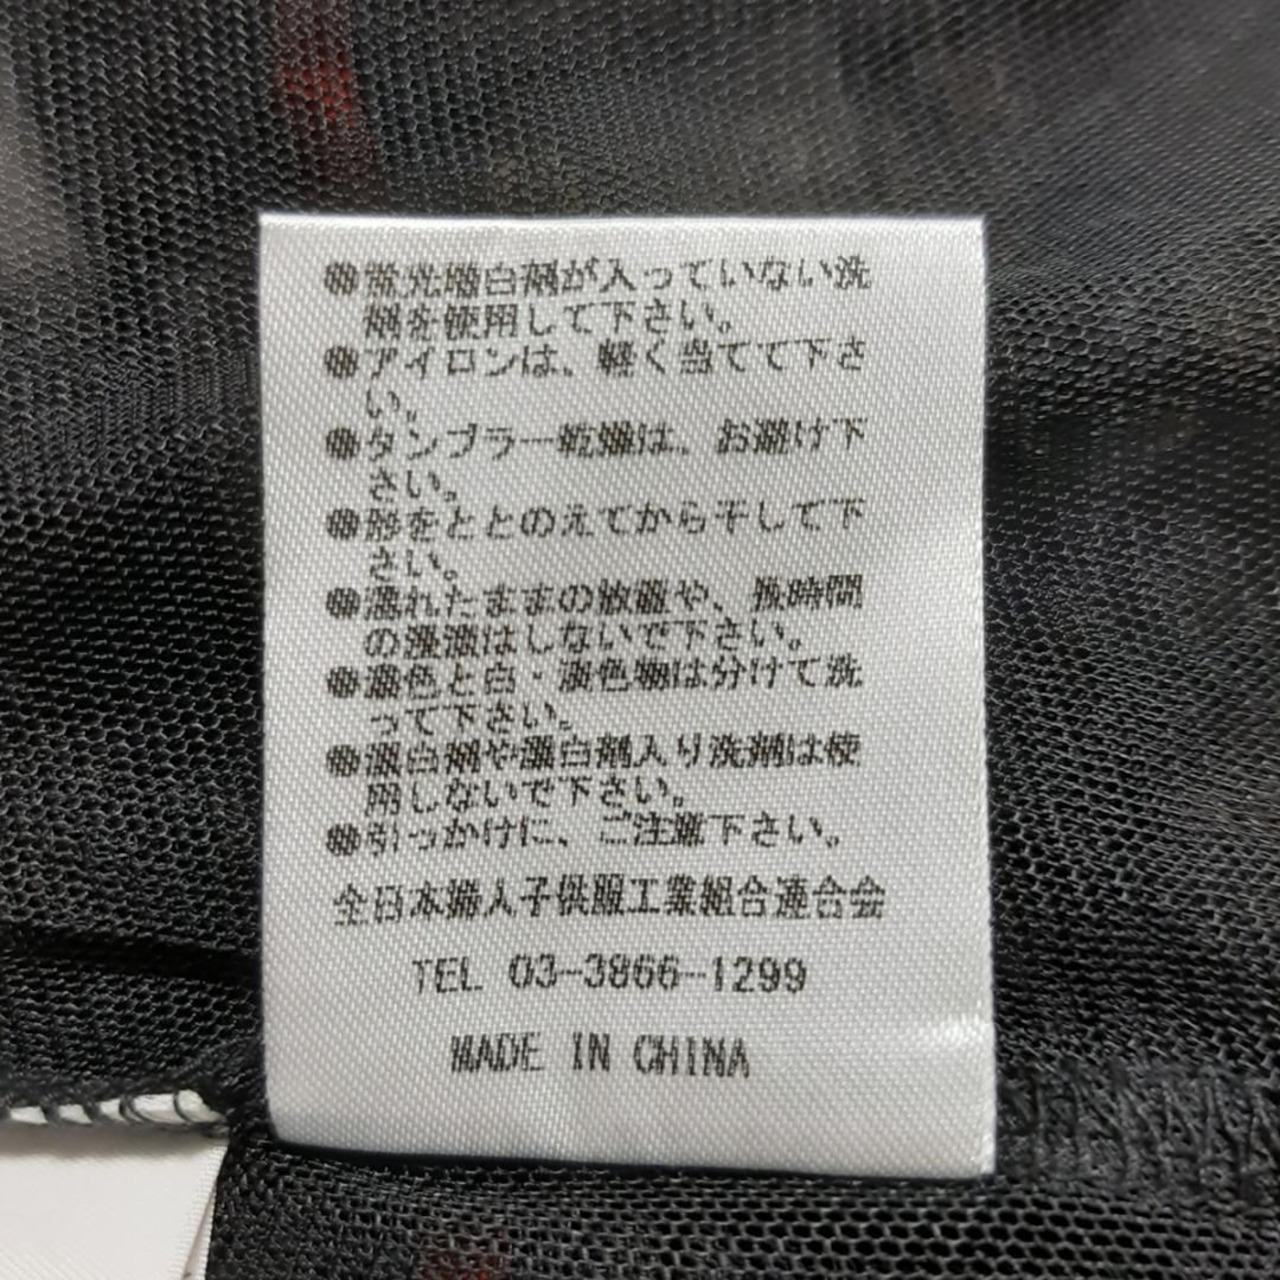 ●蛍光増白剤が入っていない洗
剤を使用して下さい。
●アイロンは、軽く当てて下さ
い。
●タンブラー乾燥は、お避け下
さい。
●形をととのえてから干して下
さい。
●濡れたままの放置や、長時間
の浸漬はしないで下さい。
●濃色と白・淡色物は分けて洗
って下さい。
●漂白剤や漂白剤入り洗剤は使
用しないで下さい。
●引っかけに、ご注意下さい。
全日本婦人子供服工業組合連合会
TEL 03-3866-1299
MADE IN CHINA